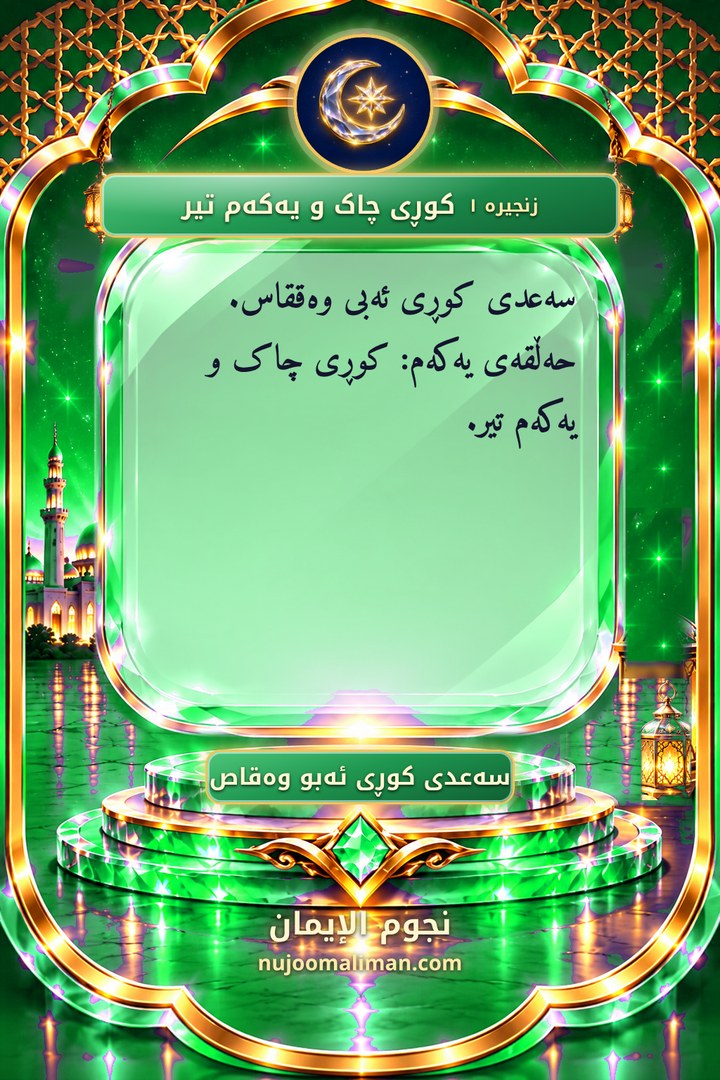 زنجیرە ١ کوڕی چاک و یەکەم تیر
سەعدی کوڕی ئەبی وەققاس.
حەڵقەی یەکەم: کوڕی چاک و
یەکەم تیر.
سەعدی کوڕی ئەبو وەقاص
نجوم الإيمان
nujoomaliman.com